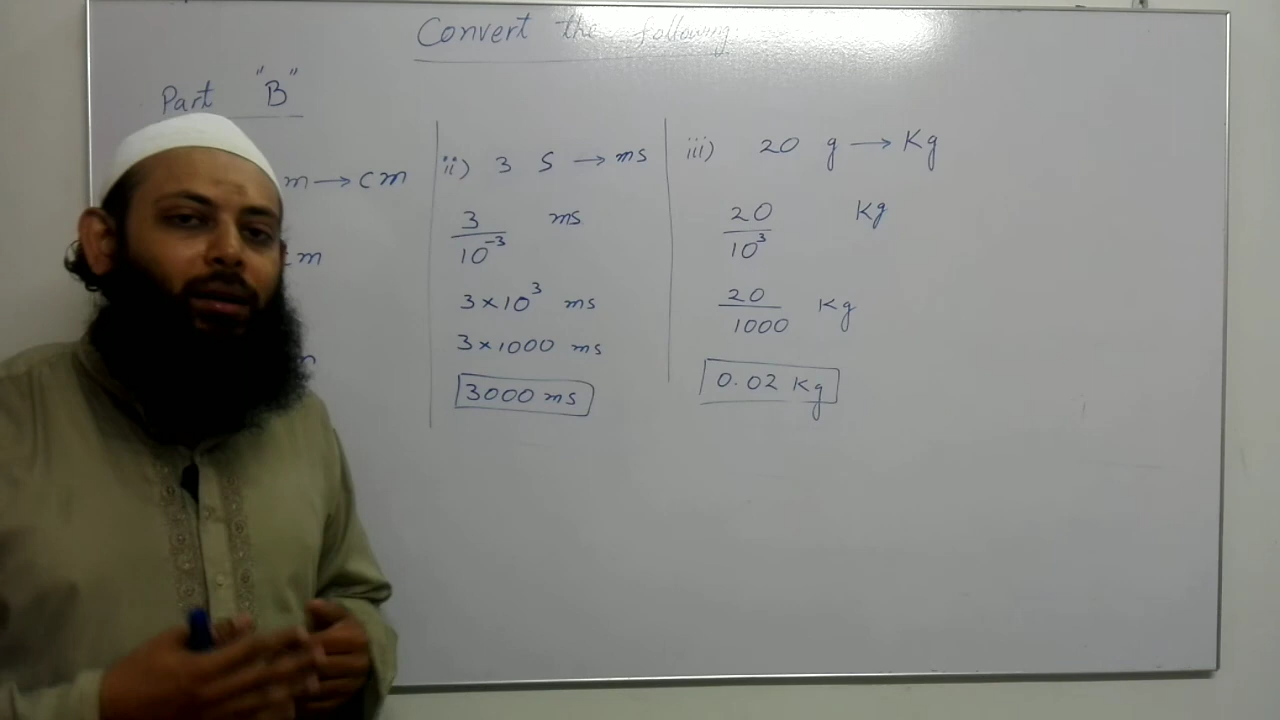 Convert the following
Part "B"
m → cm
cm
m
ii) 3 S → ms
3 ms
10⁻³
3×10³ ms
3×1000 ms
3000 ms
iii) 20 g → Kg
20 Kg
10³
20 Kg
1000
0.02 Kg